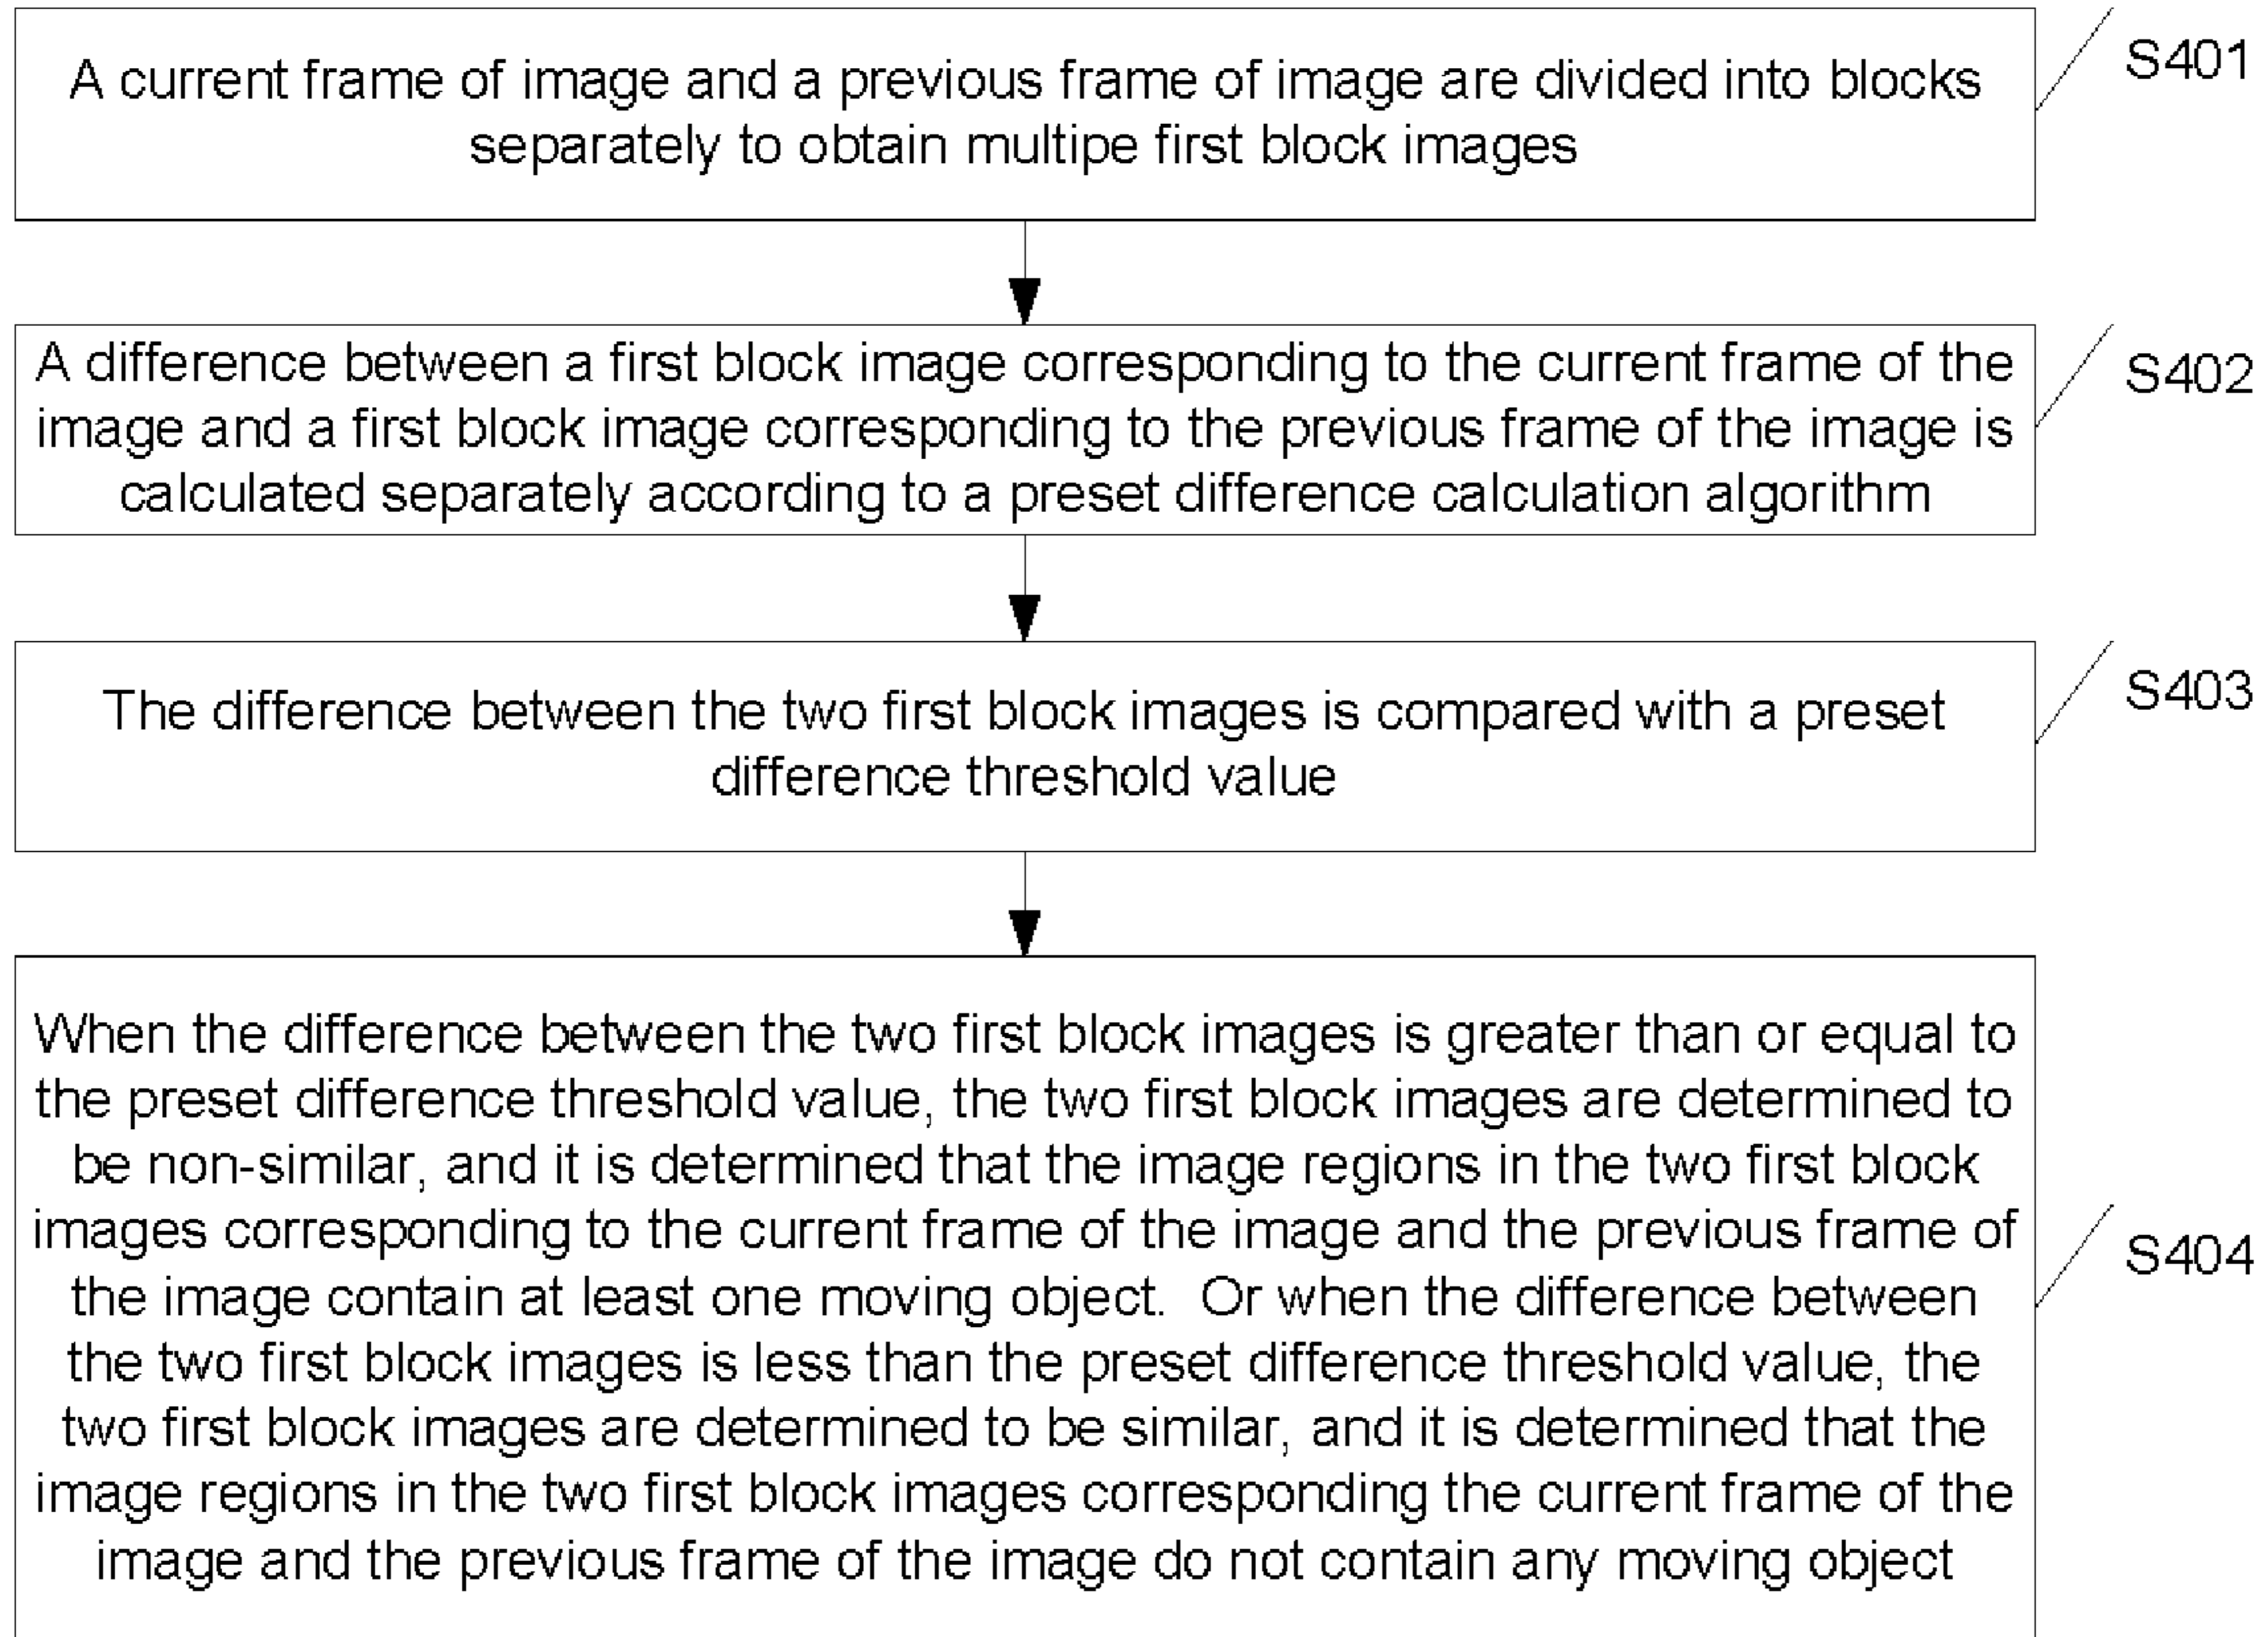 A current frame of image and a previous frame of image are divided into blocks
separately to obtain multipe first block images
S401
A difference between a first block image corresponding to the current frame of the
image and a first block image corresponding to the previous frame of the image is
calculated separately according to a preset difference calculation algorithm
S402
The difference between the two first block images is compared with a preset
difference threshold value
S403
When the difference between the two first block images is greater than or equal to
the preset difference threshold value, the two first block images are determined to
be non-similar, and it is determined that the image regions in the two first block
images corresponding to the current frame of the image and the previous frame of
the image contain at least one moving object.  Or when the difference between
the two first block images is less than the preset difference threshold value, the
two first block images are determined to be similar, and it is determined that the
image regions in the two first block images corresponding the current frame of the
image and the previous frame of the image do not contain any moving object
S404